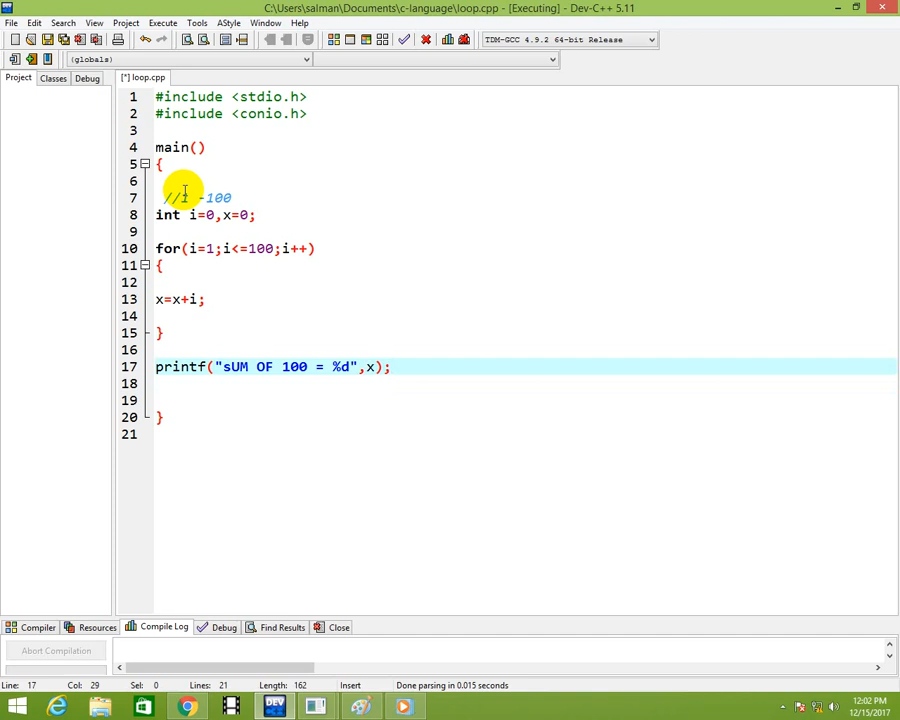 C:\Users\salman\Documents\c-language\loop.cpp - [Executing] - Dev-C++ 5.11
File Edit Search View Project Execute Tools AStyle Window Help
TDM-GCC 4.9.2 64-bit Release
(globals)
Project Classes Debug
[*] loop.cpp
1 #include <stdio.h>
2 #include <conio.h>
3
4 main()
5 {
6
7 //1 -100
8 int i=0,x=0;
9
10 for(i=1;i<=100;i++)
11 {
12
13 x=x+i;
14
15 }
16
17 printf("sUM OF 100 = %d",x);
18
19
20 }
21
Compiler Resources Compile Log Debug Find Results Close
Abort Compilation
Line: 17 Col: 29 Sel: 0 Lines: 21 Length: 162 Insert Done parsing in 0.015 seconds
DEV
12:02 PM
12/15/2017